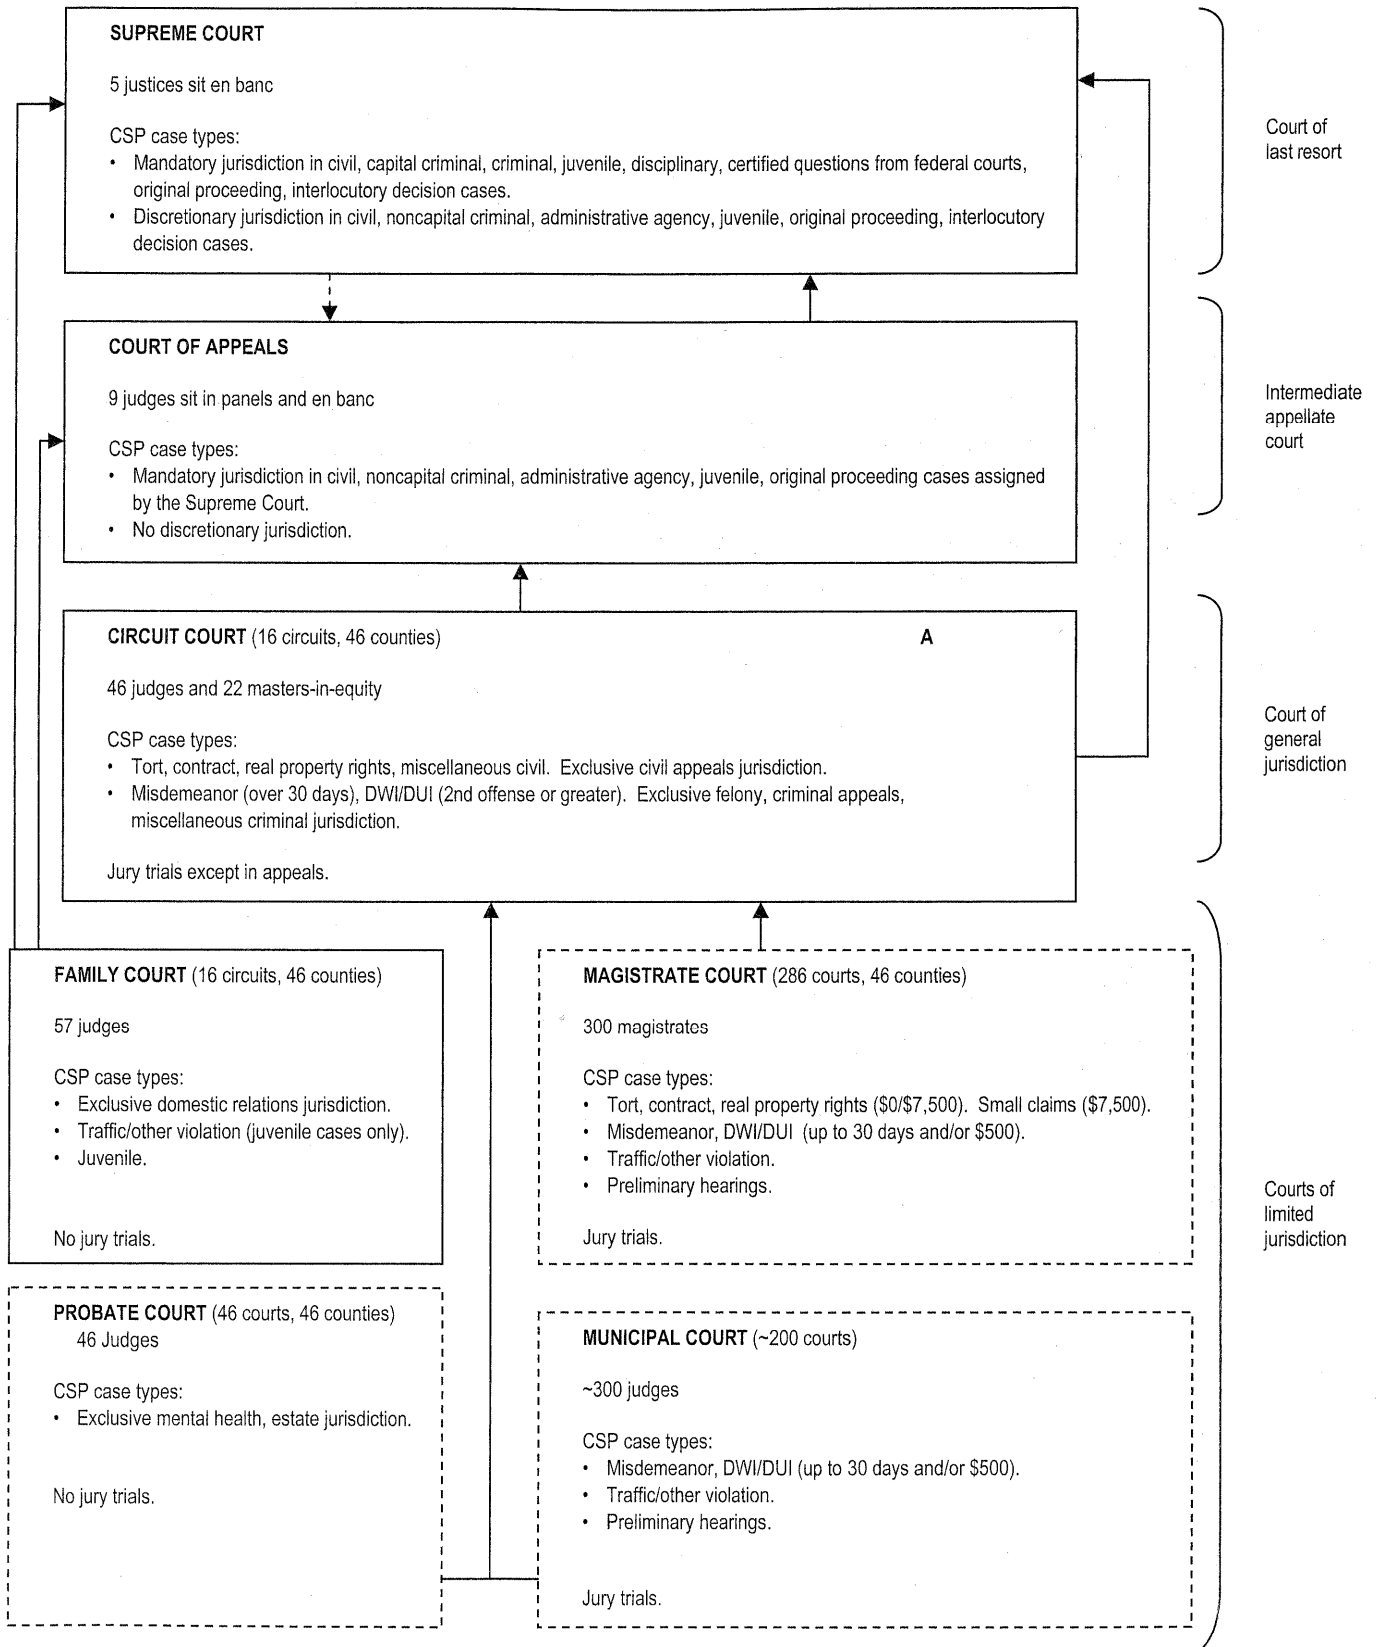 SUPREME COURT
5 justices sit en banc
CSP case types:
• Mandatory jurisdiction in civil, capital criminal, criminal, juvenile, disciplinary, certified questions from federal courts,
original proceeding, interlocutory decision cases.
• Discretionary jurisdiction in civil, noncapital criminal, administrative agency, juvenile, original proceeding, interlocutory
decision cases.
Court of
last resort
COURT OF APPEALS
9 judges sit in panels and en banc
CSP case types:
• Mandatory jurisdiction in civil, noncapital criminal, administrative agency, juvenile, original proceeding cases assigned
by the Supreme Court.
• No discretionary jurisdiction.
Intermediate
appellate
court
CIRCUIT COURT (16 circuits, 46 counties) A
46 judges and 22 masters-in-equity
CSP case types:
• Tort, contract, real property rights, miscellaneous civil. Exclusive civil appeals jurisdiction.
• Misdemeanor (over 30 days), DWI/DUI (2nd offense or greater). Exclusive felony, criminal appeals,
miscellaneous criminal jurisdiction.
Jury trials except in appeals.
Court of
general
jurisdiction
FAMILY COURT (16 circuits, 46 counties)
57 judges
CSP case types:
• Exclusive domestic relations jurisdiction.
• Traffic/other violation (juvenile cases only).
• Juvenile.
No jury trials.
MAGISTRATE COURT (286 courts, 46 counties)
300 magistrates
CSP case types:
• Tort, contract, real property rights ($0/$7,500). Small claims ($7,500).
• Misdemeanor, DWI/DUI (up to 30 days and/or $500).
• Traffic/other violation.
• Preliminary hearings.
Jury trials.
Courts of
limited
jurisdiction
PROBATE COURT (46 courts, 46 counties)
46 Judges
CSP case types:
• Exclusive mental health, estate jurisdiction.
No jury trials.
MUNICIPAL COURT (~200 courts)
~300 judges
CSP case types:
• Misdemeanor, DWI/DUI (up to 30 days and/or $500).
• Traffic/other violation.
• Preliminary hearings.
Jury trials.